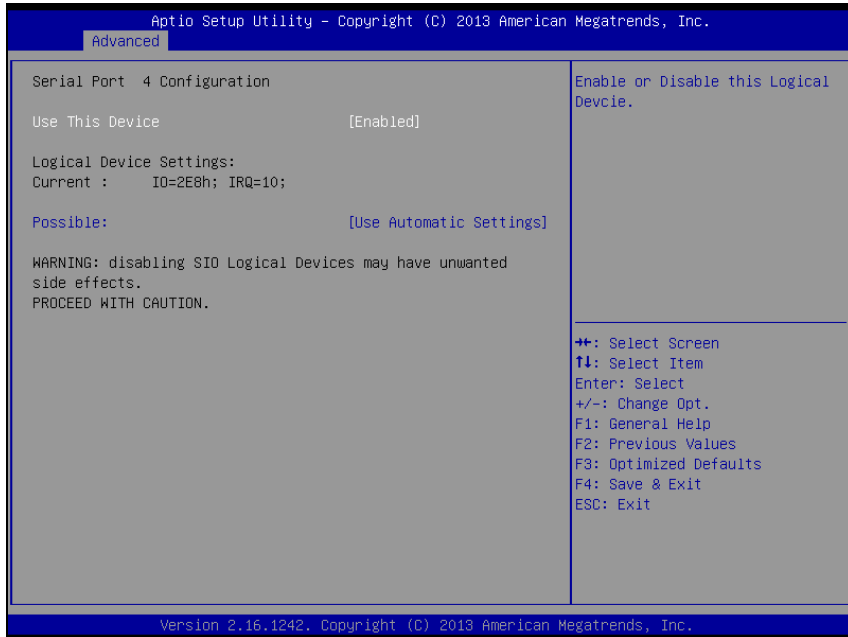 Aptio Setup Utility – Copyright (C) 2013 American Megatrends, Inc.
Advanced
Serial Port 4 Configuration
Use This Device [Enabled]
Logical Device Settings:
Current : IO=2E8h; IRQ=10;
Possible: [Use Automatic Settings]
WARNING: disabling SIO Logical Devices may have unwanted
side effects.
PROCEED WITH CAUTION.
Enable or Disable this Logical
Devcie.
→←: Select Screen
↑↓: Select Item
Enter: Select
+/-: Change Opt.
F1: General Help
F2: Previous Values
F3: Optimized Defaults
F4: Save & Exit
ESC: Exit
Version 2.16.1242. Copyright (C) 2013 American Megatrends, Inc.